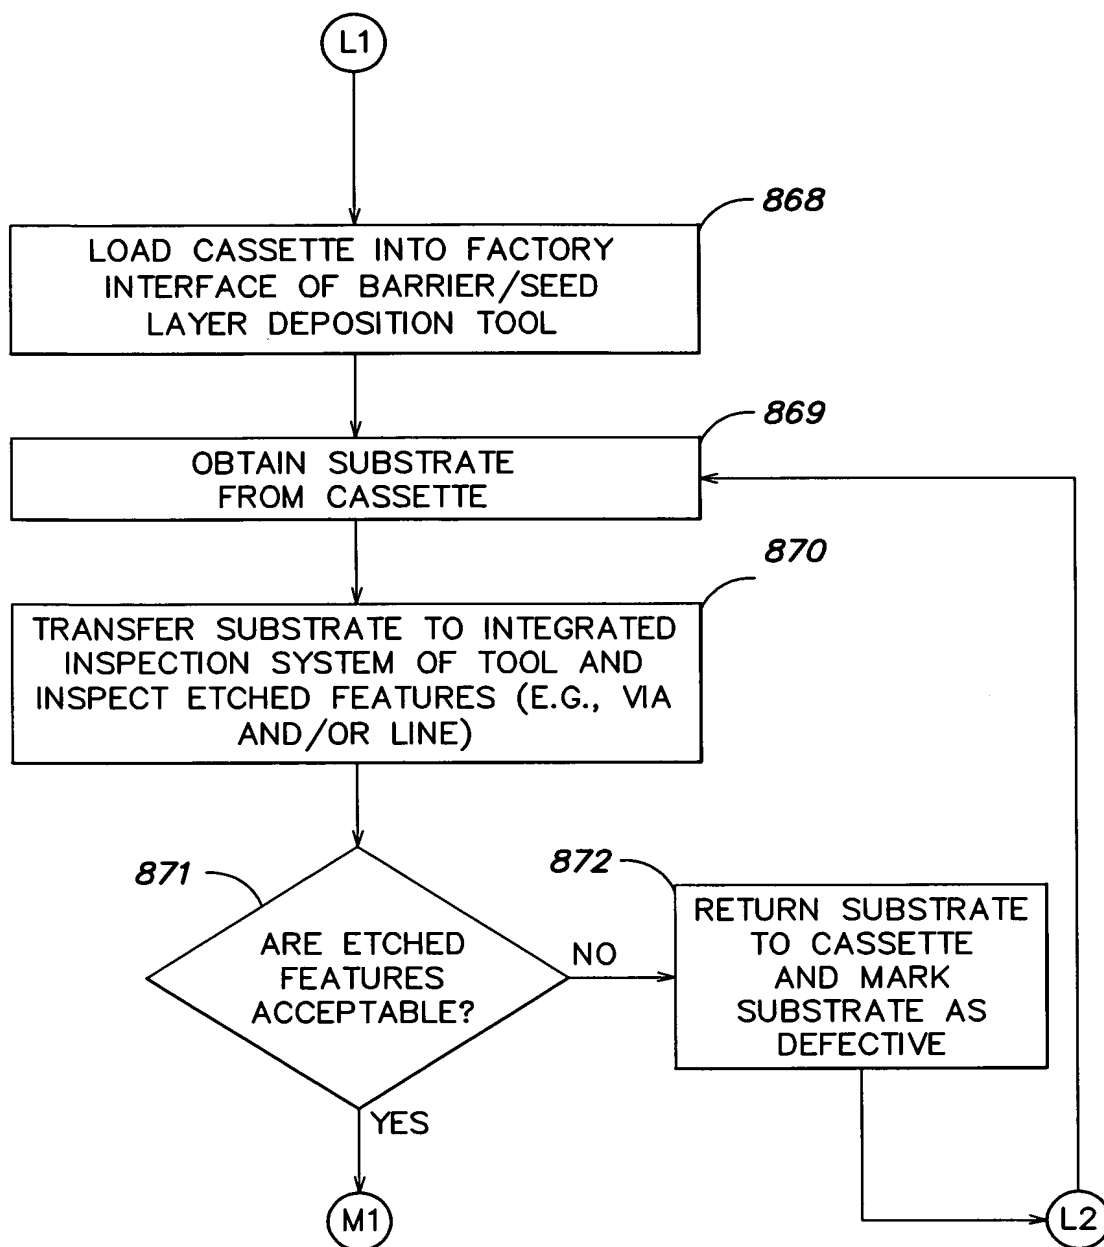 L1
868
LOAD CASSETTE INTO FACTORY
INTERFACE OF BARRIER/SEED
LAYER DEPOSITION TOOL
869
OBTAIN SUBSTRATE
FROM CASSETTE
870
TRANSFER SUBSTRATE TO INTEGRATED
INSPECTION SYSTEM OF TOOL AND
INSPECT ETCHED FEATURES (E.G., VIA
AND/OR LINE)
871
ARE ETCHED
FEATURES
ACCEPTABLE?
NO
872
RETURN SUBSTRATE
TO CASSETTE
AND MARK
SUBSTRATE AS
DEFECTIVE
YES
M1
L2